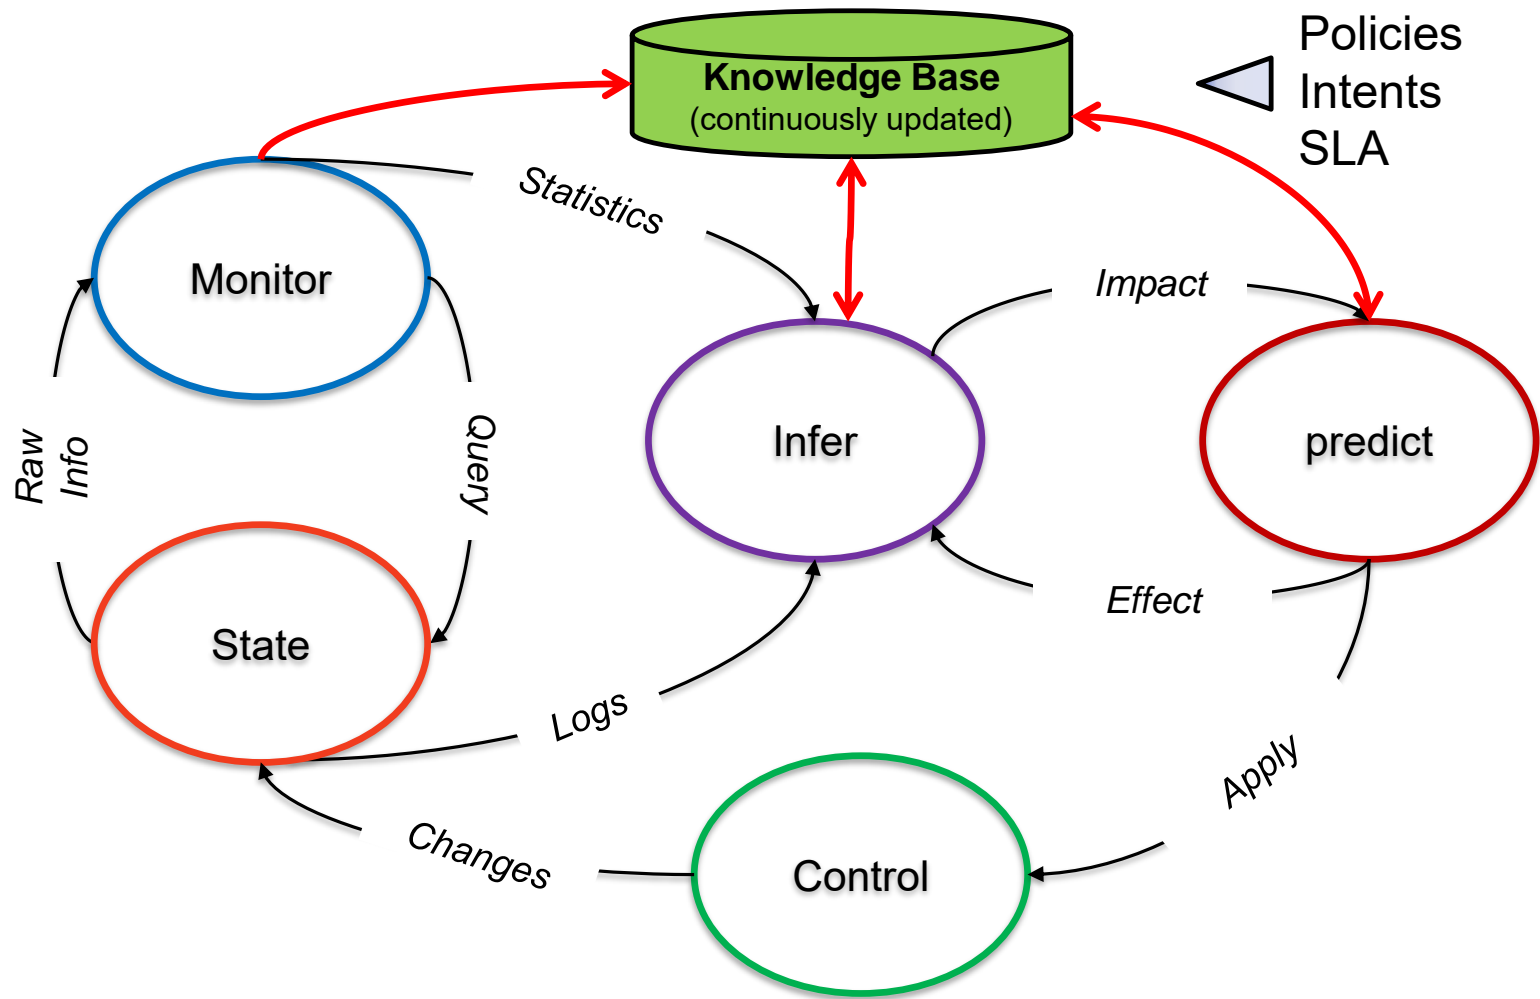 Policies
Intents
SLA
Knowledge Base
(continuously updated)
Statistics
Monitor
Impact
Raw
Info
Query
Infer
predict
Effect
State
Logs
Apply
Changes
Control